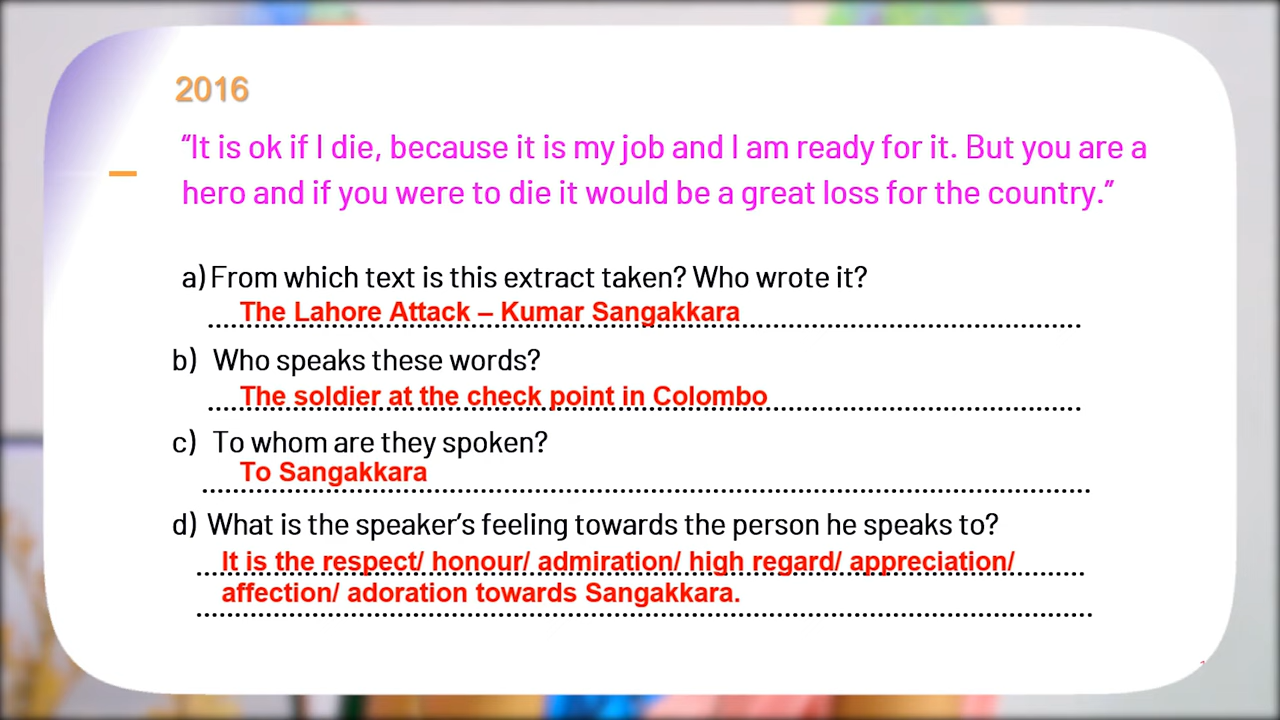 2016
“It is ok if I die, because it is my job and I am ready for it. But you are a
hero and if you were to die it would be a great loss for the country.”
a) From which text is this extract taken? Who wrote it?
The Lahore Attack – Kumar Sangakkara
b) Who speaks these words?
The soldier at the check point in Colombo
c) To whom are they spoken?
To Sangakkara
d) What is the speaker’s feeling towards the person he speaks to?
It is the respect/ honour/ admiration/ high regard/ appreciation/
affection/ adoration towards Sangakkara.